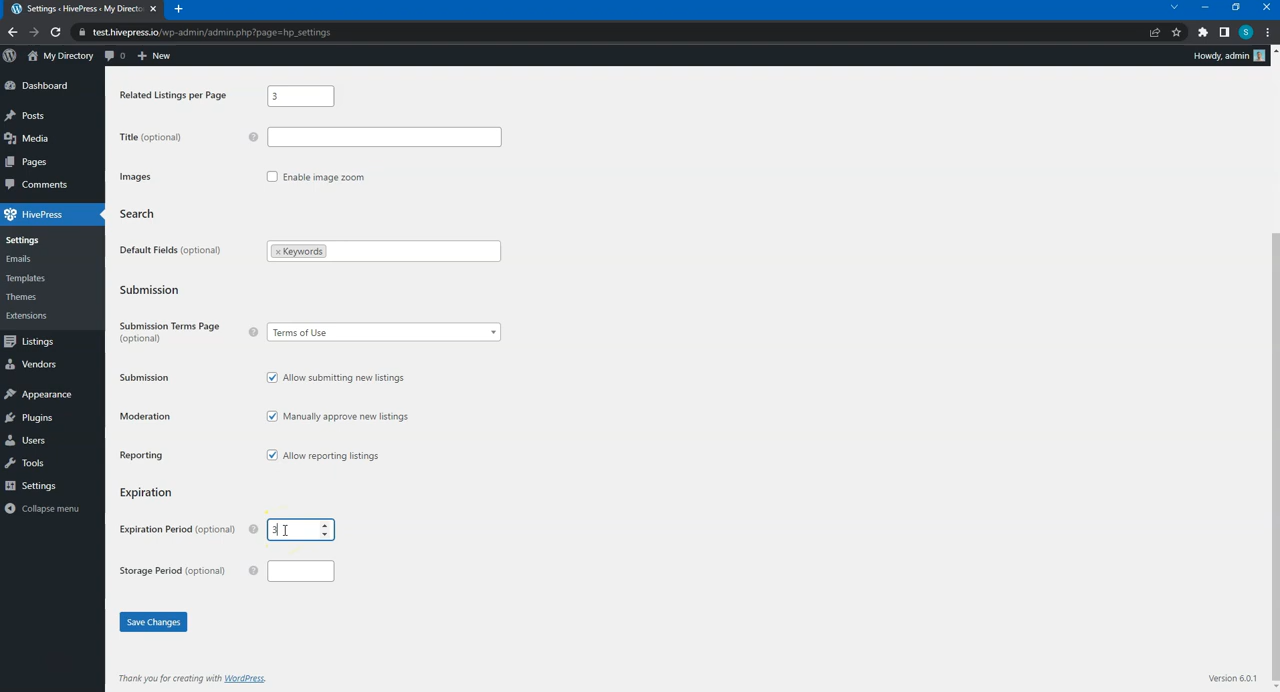 Settings ‹ HivePress ‹ My Directo
test.hivepress.io/wp-admin/admin.php?page=hp_settings
S
My Directory 0 + New Howdy, admin
Dashboard
Posts
Media
Pages
Comments
HivePress
Settings
Emails
Templates
Themes
Extensions
Listings
Vendors
Appearance
Plugins
Users
Tools
Settings
Collapse menu
Related Listings per Page 3
Title (optional) ?
Images Enable image zoom
Search
Default Fields (optional) × Keywords
Submission
Submission Terms Page (optional) ? Terms of Use
Submission Allow submitting new listings
Moderation Manually approve new listings
Reporting Allow reporting listings
Expiration
Expiration Period (optional) ? 3
Storage Period (optional) ?
Save Changes
Thank you for creating with WordPress. Version 6.0.1